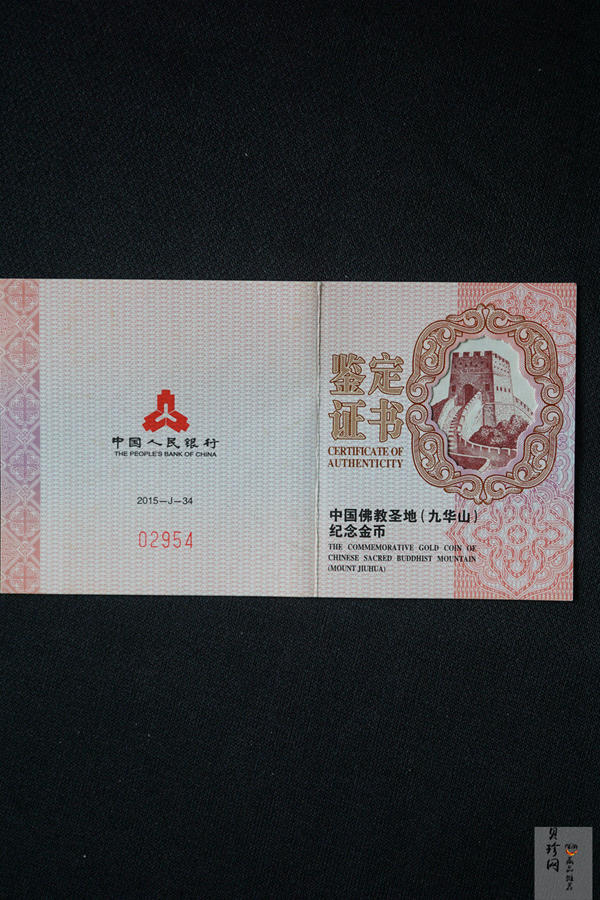 中国人民银行
THE PEOPLE'S BANK OF CHINA
2015-J-34
02954
鉴定
证书
CERTIFICATE OF
AUTHENTICITY
中国佛教圣地(九华山)
纪念金币
THE COMMEMORATIVE GOLD COIN OF
CHINESE SACRED BUDDHIST MOUNTAIN
(MOUNT JIUHUA)
贝珍网